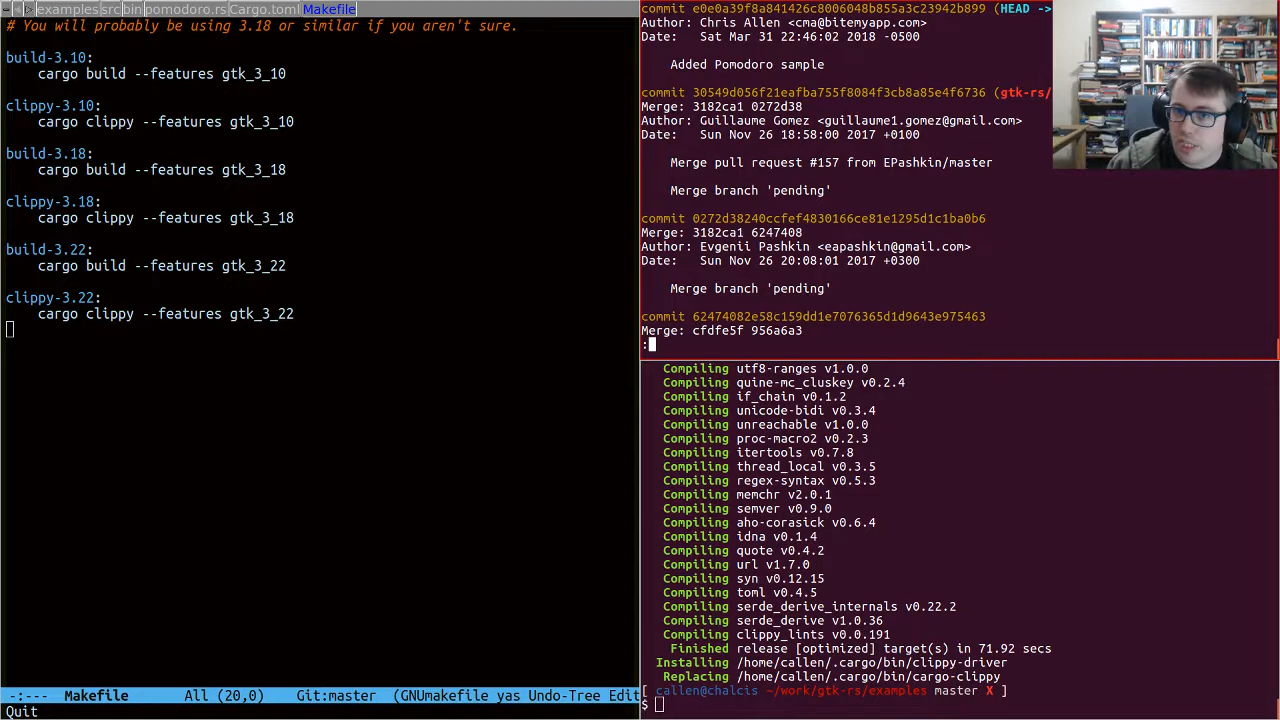 examples src bin pomodoro.rs Cargo.toml Makefile
# You will probably be using 3.18 or similar if you aren't sure.
build-3.10:
cargo build --features gtk_3_10
clippy-3.10:
cargo clippy --features gtk_3_10
build-3.18:
cargo build --features gtk_3_18
clippy-3.18:
cargo clippy --features gtk_3_18
build-3.22:
cargo build --features gtk_3_22
clippy-3.22:
cargo clippy --features gtk_3_22
-:--- Makefile All (20,0) Git:master (GNUmakefile yas Undo-Tree Edit
Quit
commit e0e0a39f8a841426c8006048b855a3c23942b899 (HEAD ->
Author: Chris Allen <cma@bitemyapp.com>
Date: Sat Mar 31 22:46:02 2018 -0500
Added Pomodoro sample
commit 30549d056f21eafba755f8084f3cb8a85e4f6736 (gtk-rs/
Merge: 3182ca1 0272d38
Author: Guillaume Gomez <guillaume1.gomez@gmail.com>
Date: Sun Nov 26 18:58:00 2017 +0100
Merge pull request #157 from EPashkin/master
Merge branch 'pending'
commit 0272d38240ccfef4830166ce81e1295d1c1ba0b6
Merge: 3182ca1 6247408
Author: Evgenii Pashkin <eapashkin@gmail.com>
Date: Sun Nov 26 20:08:01 2017 +0300
Merge branch 'pending'
commit 62474082e58c159dd1e7076365d1d9643e975463
Merge: cfdfe5f 956a6a3
:
Compiling utf8-ranges v1.0.0
Compiling quine-mc_cluskey v0.2.4
Compiling if_chain v0.1.2
Compiling unicode-bidi v0.3.4
Compiling unreachable v1.0.0
Compiling proc-macro2 v0.2.3
Compiling itertools v0.7.8
Compiling thread_local v0.3.5
Compiling regex-syntax v0.5.3
Compiling memchr v2.0.1
Compiling semver v0.9.0
Compiling aho-corasick v0.6.4
Compiling idna v0.1.4
Compiling quote v0.4.2
Compiling url v1.7.0
Compiling syn v0.12.15
Compiling toml v0.4.5
Compiling serde_derive_internals v0.22.2
Compiling serde_derive v1.0.36
Compiling clippy_lints v0.0.191
Finished release [optimized] target(s) in 71.92 secs
Installing /home/callen/.cargo/bin/clippy-driver
Replacing /home/callen/.cargo/bin/cargo-clippy
[ callen@chalcis ~/work/gtk-rs/examples master X ]
$